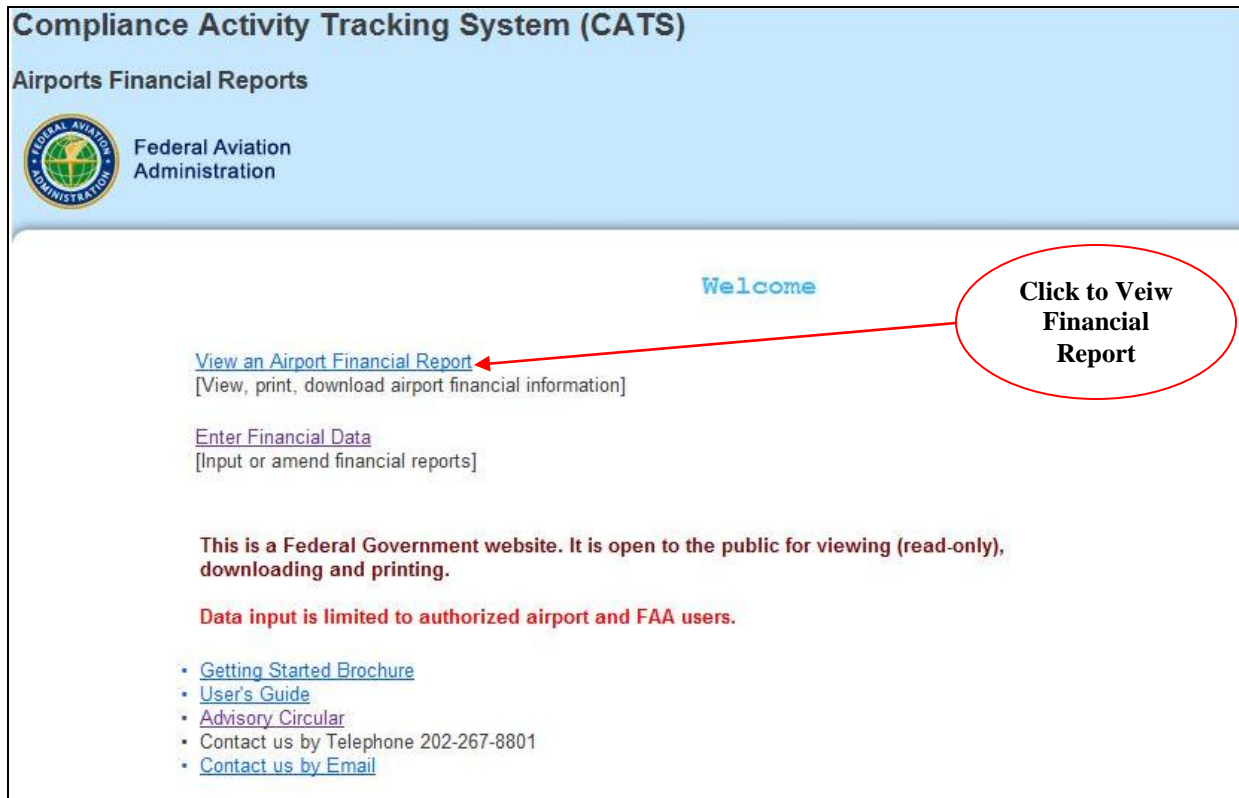 Compliance Activity Tracking System (CATS)
Airports Financial Reports
FEDERAL AVIATION ADMINISTRATION
Federal Aviation
Administration
Welcome
Click to Veiw
Financial
Report
View an Airport Financial Report
[View, print, download airport financial information]
Enter Financial Data
[Input or amend financial reports]
This is a Federal Government website. It is open to the public for viewing (read-only),
downloading and printing.
Data input is limited to authorized airport and FAA users.
• Getting Started Brochure
• User's Guide
• Advisory Circular
• Contact us by Telephone 202-267-8801
• Contact us by Email